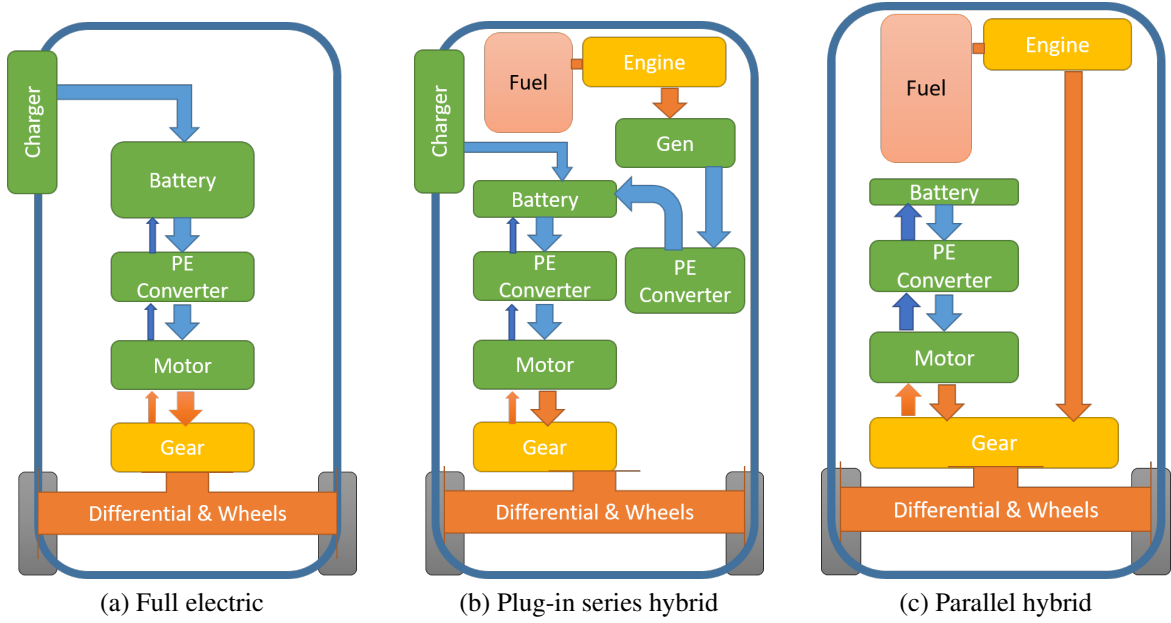 Charger
Battery
PE
Converter
Motor
Gear
Differential & Wheels
(a) Full electric
Fuel
Engine
Charger
Gen
Battery
PE
Converter
PE
Converter
Motor
Gear
Differential & Wheels
(b) Plug-in series hybrid
Fuel
Engine
Battery
PE
Converter
Motor
Gear
Differential & Wheels
(c) Parallel hybrid